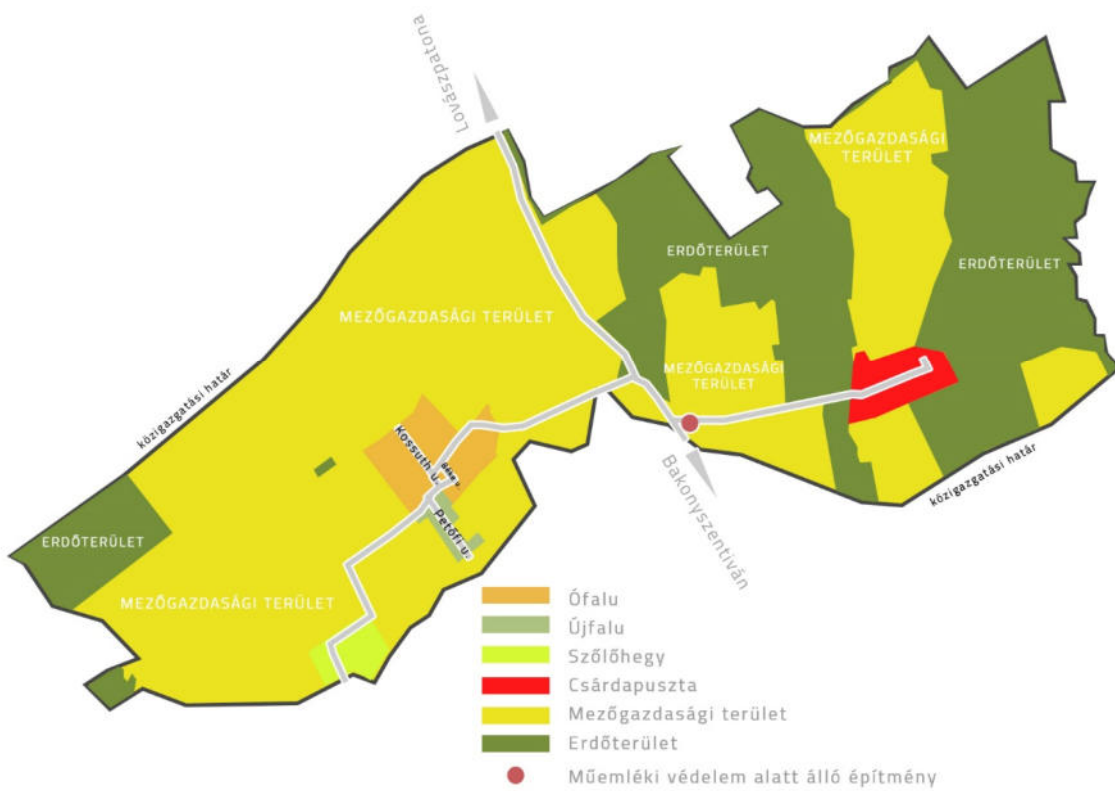 Lovászpatona
MEZŐGAZDASÁGI
TERÜLET
ERDŐTERÜLET
ERDŐTERÜLET
MEZŐGAZDASÁGI TERÜLET
MEZŐGAZDASÁGI
TERÜLET
közigazgatási határ
Kossuth u.
Béke u.
Petőfi u.
Bakonyszentiván
közigazgatási határ
ERDŐTERÜLET
MEZŐGAZDASÁGI TERÜLET
Ófalu
Újfalu
Szőlőhegy
Csárdapuszta
Mezőgazdasági terület
Erdőterület
Műemléki védelem alatt álló építmény